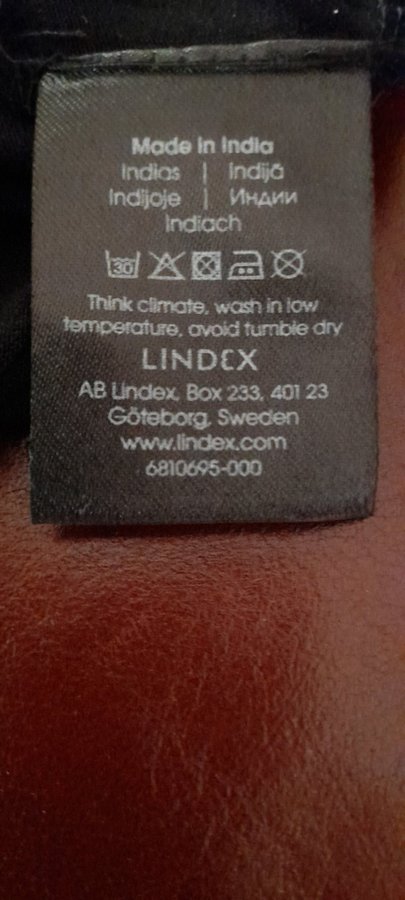 Made in India
Indias | Indijā
Indijoje | Индии
Indiach
30
Think climate, wash in low
temperature, avoid tumble dry
LINDEX
AB Lindex, Box 233, 401 23
Göteborg, Sweden
www.lindex.com
6810695-000